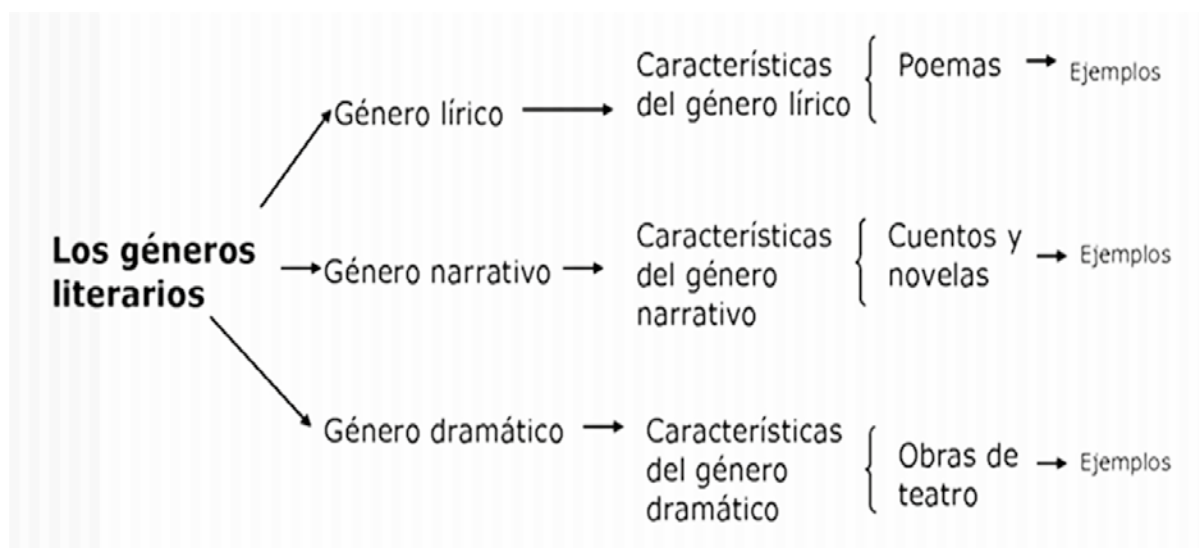 Los géneros
literarios
Género lírico
Características
del género lírico
Poemas
Ejemplos
Género narrativo
Características
del género
narrativo
Cuentos y
novelas
Ejemplos
Género dramático
Características
del género
dramático
Obras de
teatro
Ejemplos